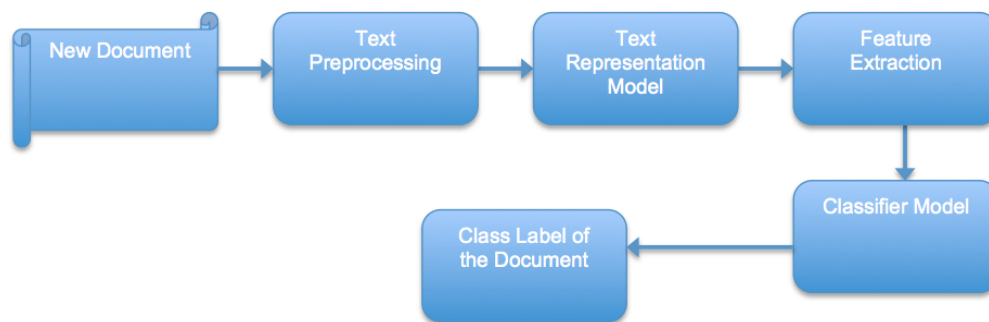 New Document
Text
Preprocessing
Text
Representation
Model
Feature
Extraction
Classifier Model
Class Label of
the Document